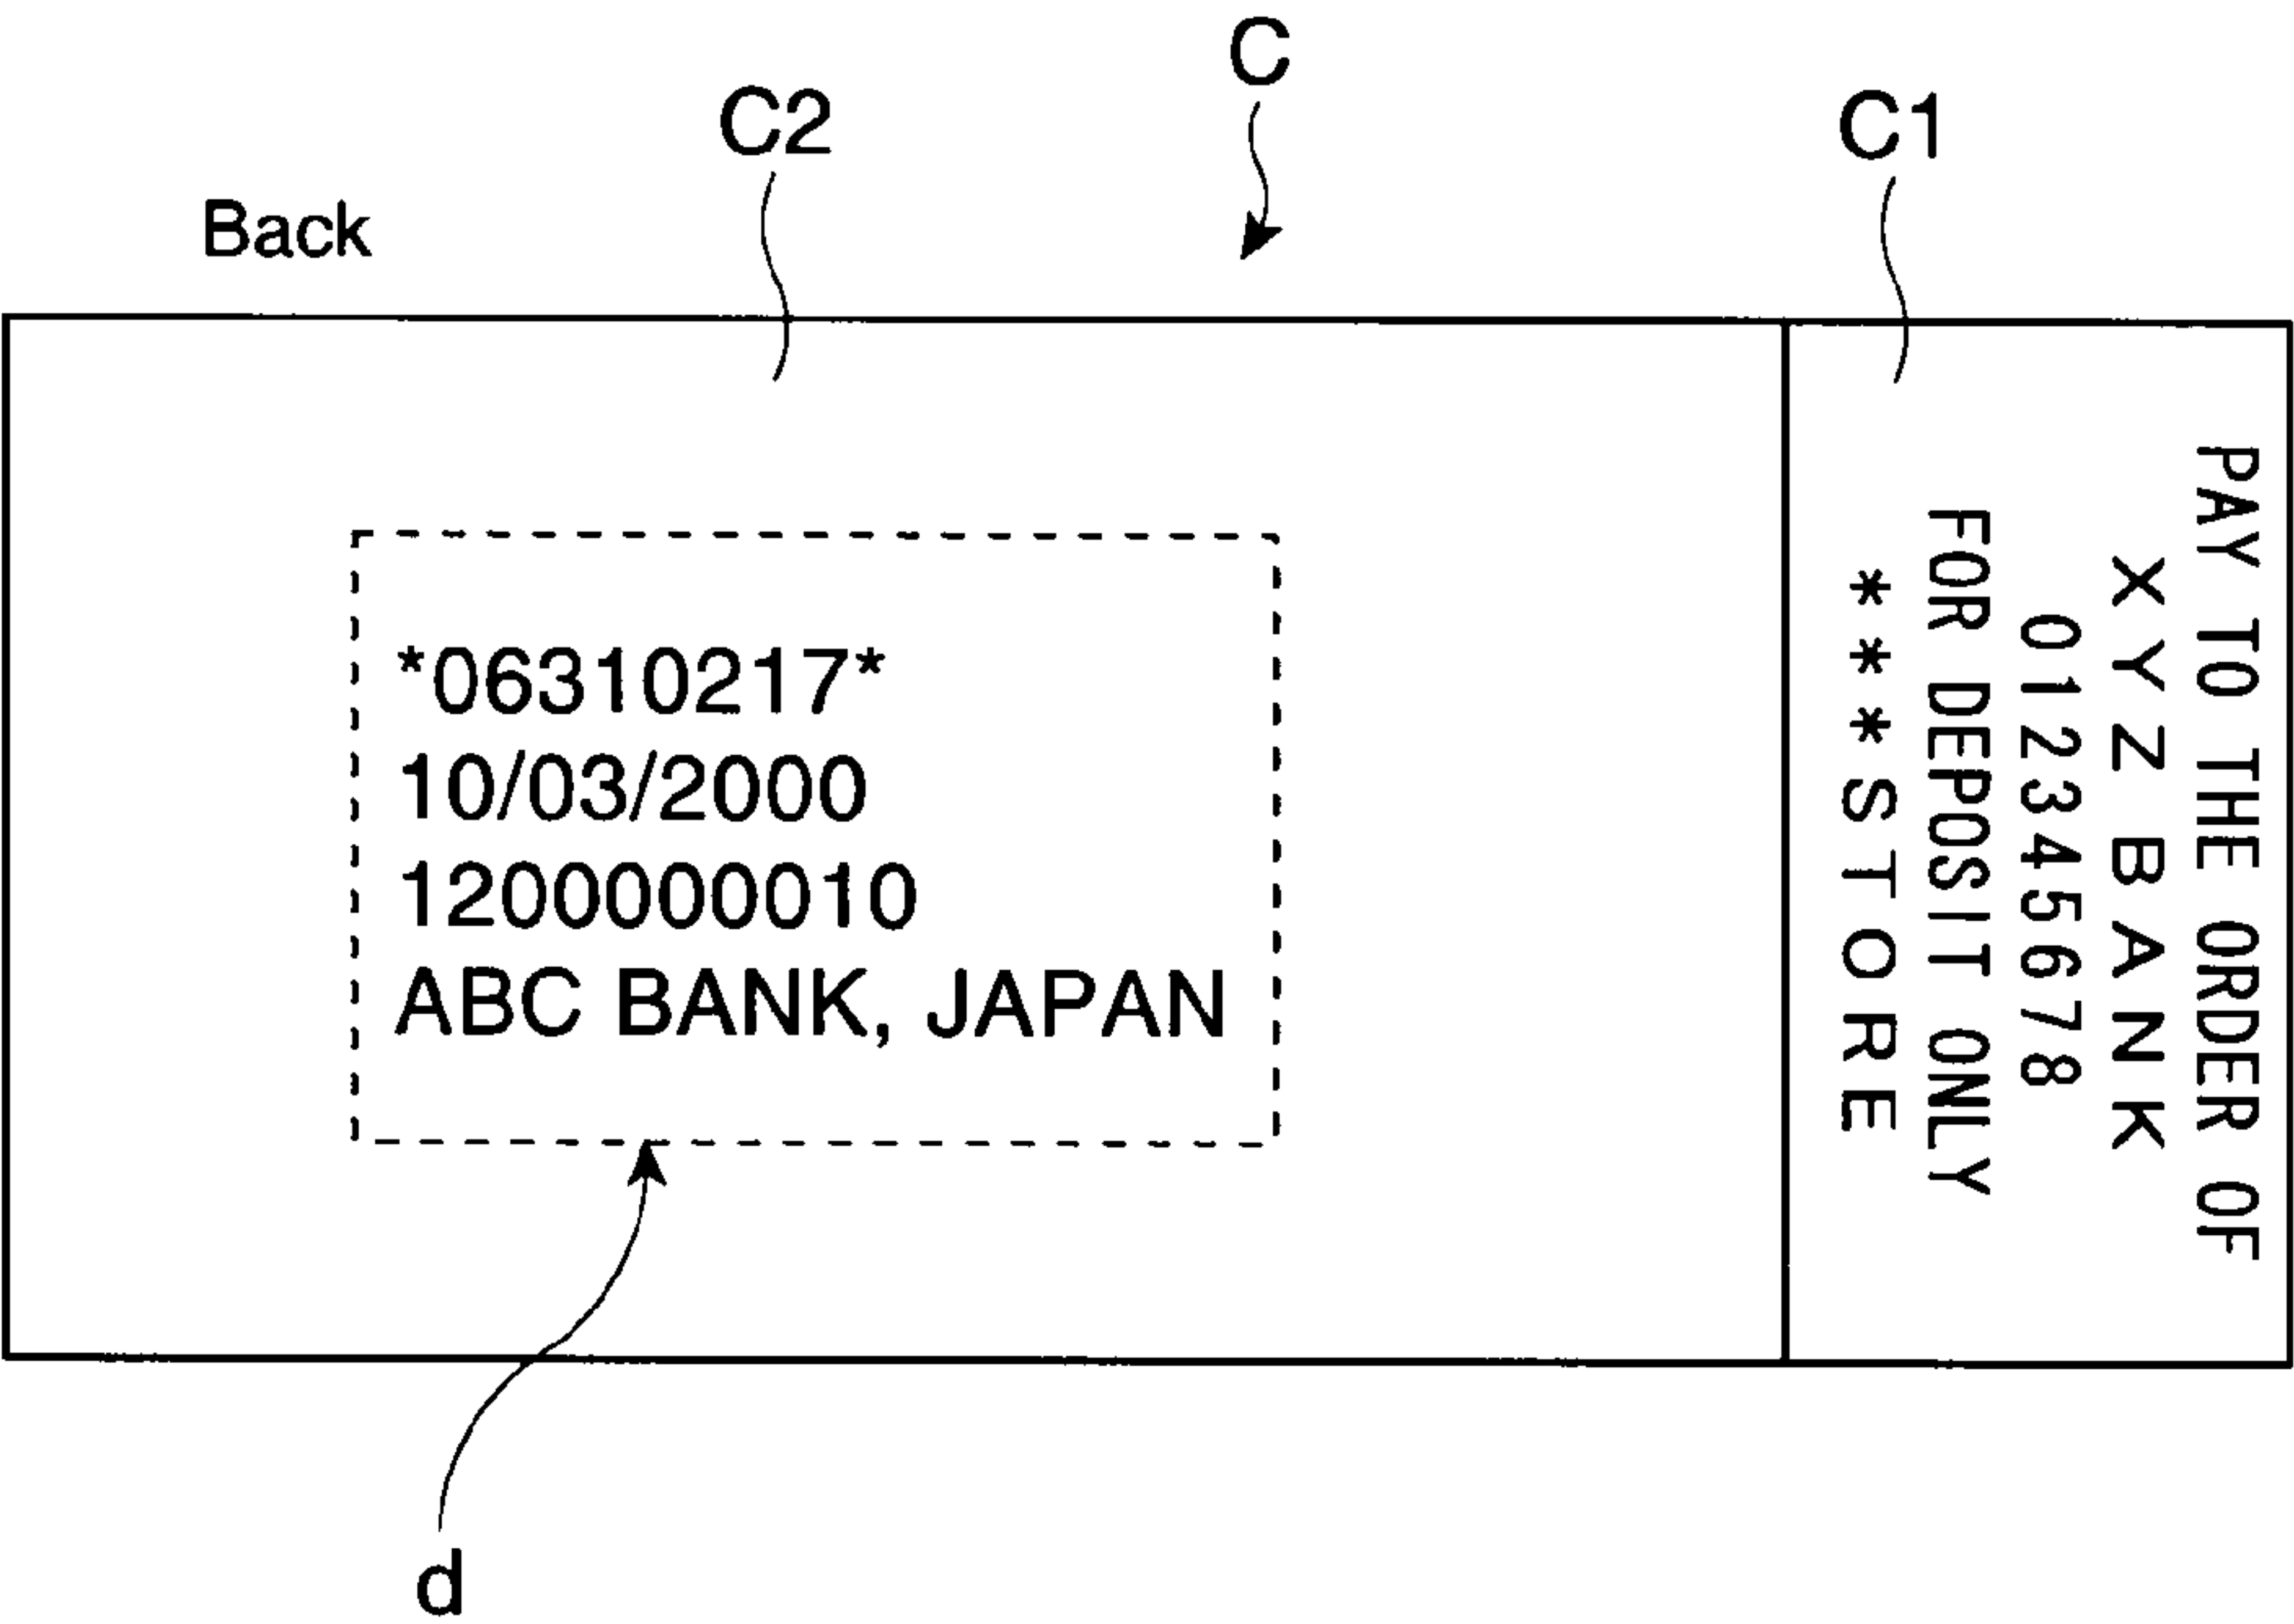 C
C2
C1
Back
*06310217*
10/03/2000
1200000010
ABC BANK, JAPAN
PAY TO THE ORDER OF
XYZ BANK
012345678
FOR DEPOSIT ONLY
***STORE
d